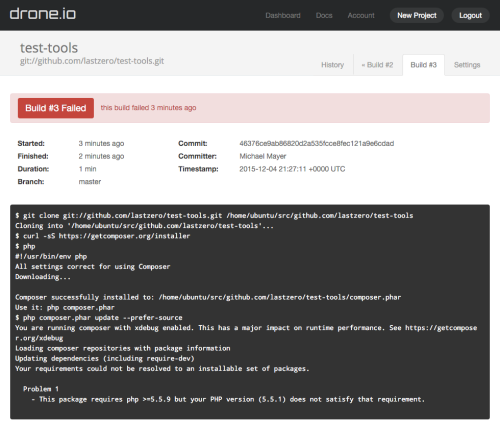 drone.io
Dashboard Docs Account New Project Logout
test-tools
git://github.com/lastzero/test-tools.git
History « Build #2 Build #3 Settings
Build #3 Failed this build failed 3 minutes ago
Started: 3 minutes ago Commit: 46376ce9ab86820d2a535fcce8fec121a9e6cdad
Finished: 2 minutes ago Committer: Michael Mayer
Duration: 1 min Timestamp: 2015-12-04 21:27:11 +0000 UTC
Branch: master
$ git clone git://github.com/lastzero/test-tools.git /home/ubuntu/src/github.com/lastzero/test-tools
Cloning into '/home/ubuntu/src/github.com/lastzero/test-tools'...
$ curl -sS https://getcomposer.org/installer
$ php
#!/usr/bin/env php
All settings correct for using Composer
Downloading...
Composer successfully installed to: /home/ubuntu/src/github.com/lastzero/test-tools/composer.phar
Use it: php composer.phar
$ php composer.phar update --prefer-source
You are running composer with xdebug enabled. This has a major impact on runtime performance. See https://getcompose
r.org/xdebug
Loading composer repositories with package information
Updating dependencies (including require-dev)
Your requirements could not be resolved to an installable set of packages.
Problem 1
- This package requires php >=5.5.9 but your PHP version (5.5.1) does not satisfy that requirement.